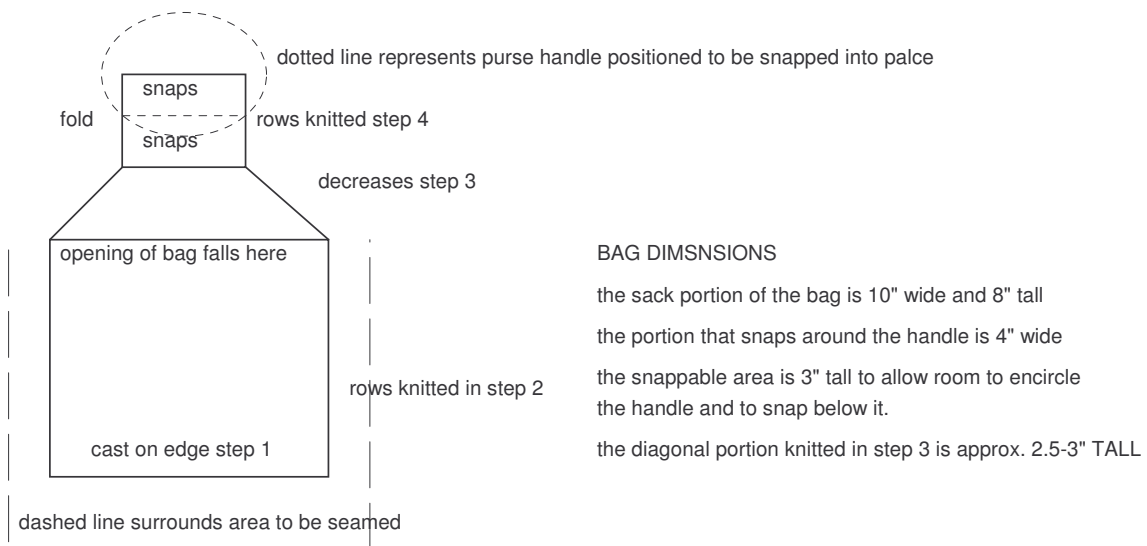 dotted line represents purse handle positioned to be snapped into palce
snaps
fold
rows knitted step 4
snaps
decreases step 3
opening of bag falls here
BAG DIMSNSIONS
the sack portion of the bag is 10" wide and 8" tall
the portion that snaps around the handle is 4" wide
the snappable area is 3" tall to allow room to encircle
the handle and to snap below it.
rows knitted in step 2
cast on edge step 1
the diagonal portion knitted in step 3 is approx. 2.5-3" TALL
dashed line surrounds area to be seamed